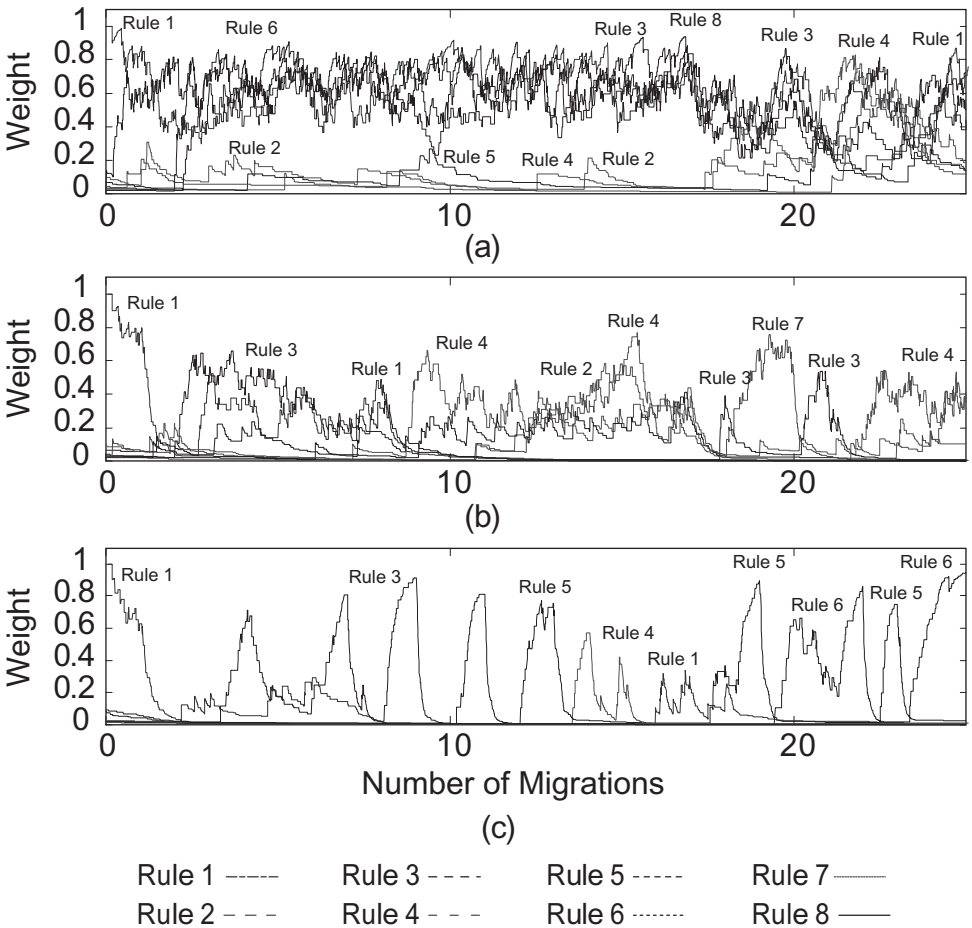 1
0.8
0.6
0.4
0.2
0
Weight
Rule 1
Rule 6
Rule 3
Rule 8
Rule 3
Rule 4
Rule 1
Rule 2
Rule 5
Rule 4
Rule 2
0 10 20
(a)
1
0.8
0.6
0.4
0.2
0
Weight
Rule 1
Rule 3
Rule 1
Rule 4
Rule 2
Rule 4
Rule 3
Rule 7
Rule 3
Rule 4
0 10 20
(b)
1
0.8
0.6
0.4
0.2
0
Weight
Rule 1
Rule 3
Rule 5
Rule 4
Rule 1
Rule 5
Rule 6
Rule 5
Rule 6
0 10 20
Number of Migrations
(c)
Rule 1 Rule 3 Rule 5 Rule 7
Rule 2 Rule 4 Rule 6 Rule 8